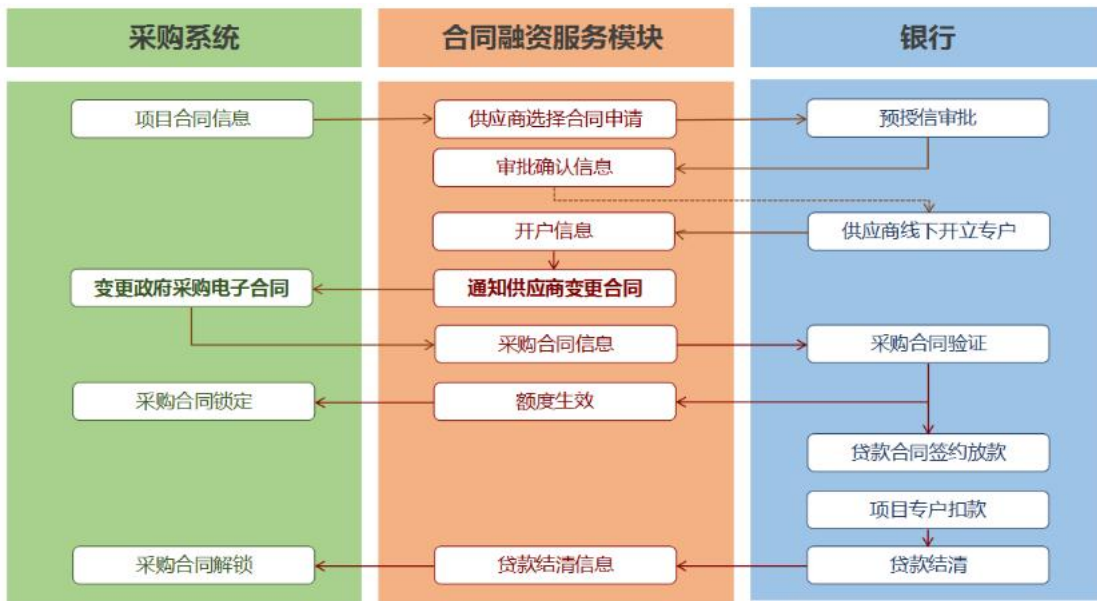 采购系统
合同融资服务模块
银行
项目合同信息
供应商选择合同申请
预授信审批
审批确认信息
开户信息
供应商线下开立专户
变更政府采购电子合同
通知供应商变更合同
采购合同信息
采购合同验证
采购合同锁定
额度生效
贷款合同签约放款
项目专户扣款
采购合同解锁
贷款结清信息
贷款结清